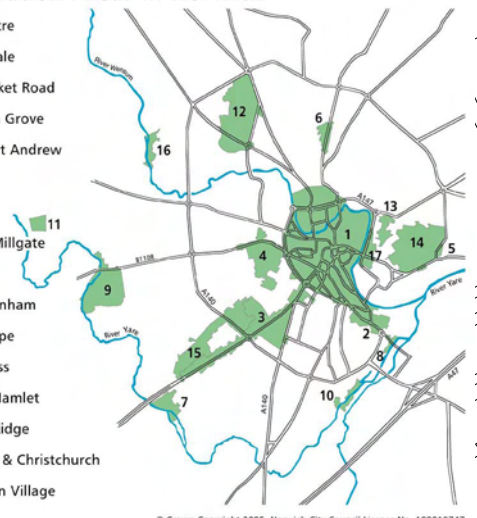 tre
ale
ket Road
Grove
t Andrew
Millgate
nham
pe
ss
amlet
idge
& Christchurch
n Village
River Wensum
12
6
16
A147
13
11
1
14
5
17
4
B1108
9
A140
River Yare
3
2
River Yare
8
15
A47
7
10
A140